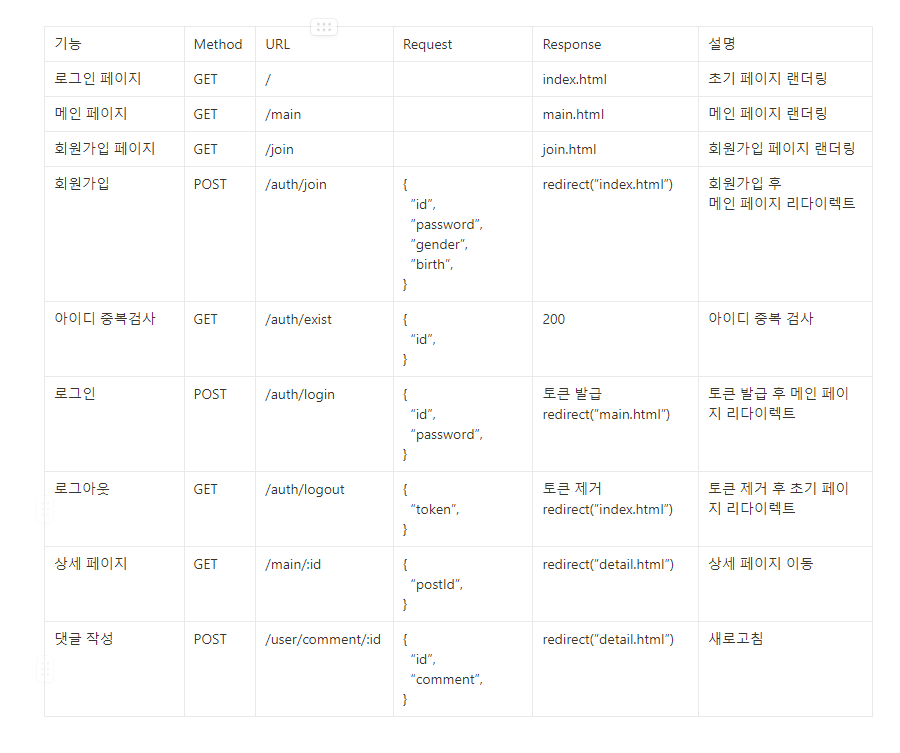 기능 Method URL Request Response 설명
로그인 페이지 GET / index.html 초기 페이지 랜더링
메인 페이지 GET /main main.html 메인 페이지 랜더링
회원가입 페이지 GET /join join.html 회원가입 페이지 랜더링
회원가입 POST /auth/join { redirect(”index.html”) 회원가입 후
“id”, 메인 페이지 리다이렉트
”password”,
”gender”,
”birth”,
}
아이디 중복검사 GET /auth/exist { 200 아이디 중복 검사
“id”,
}
로그인 POST /auth/login { 토큰 발급 토큰 발급 후 메인 페이
“id”, redirect(”main.html”) 지 리다이렉트
“password”,
}
로그아웃 GET /auth/logout { 토큰 제거 토큰 제거 후 초기 페이
“token”, redirect(”index.html”) 지 리다이렉트
}
상세 페이지 GET /main/:id { redirect(”detail.html”) 상세 페이지 이동
“postId”,
}
댓글 작성 POST /user/comment/:id { redirect(”detail.html”) 새로고침
“id”,
“comment”,
}